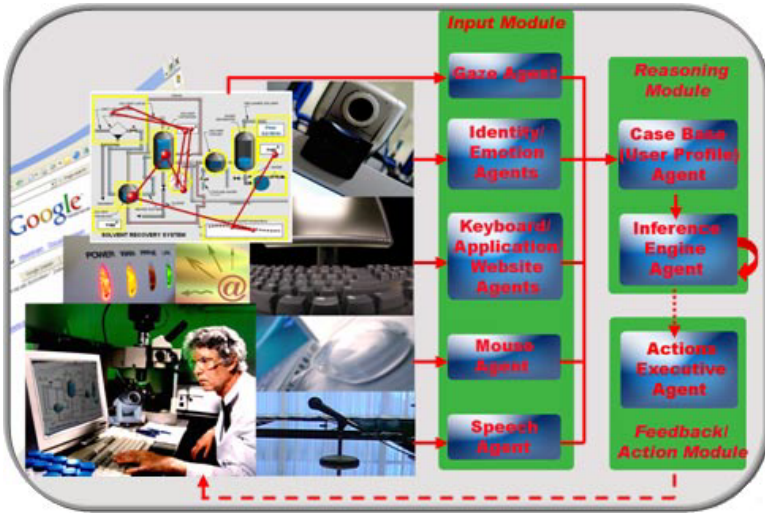 Input Module
Gaze Agent
Identity/
Emotion
Agents
Keyboard/
Application/
Website
Agents
Mouse
Agent
Speech
Agent
Reasoning
Module
Case Base
(User Profile)
Agent
Inference
Engine
Agent
Actions
Executive
Agent
Feedback/
Action Module
Google
SOLVENT RECOVERY SYSTEM
POWER
@